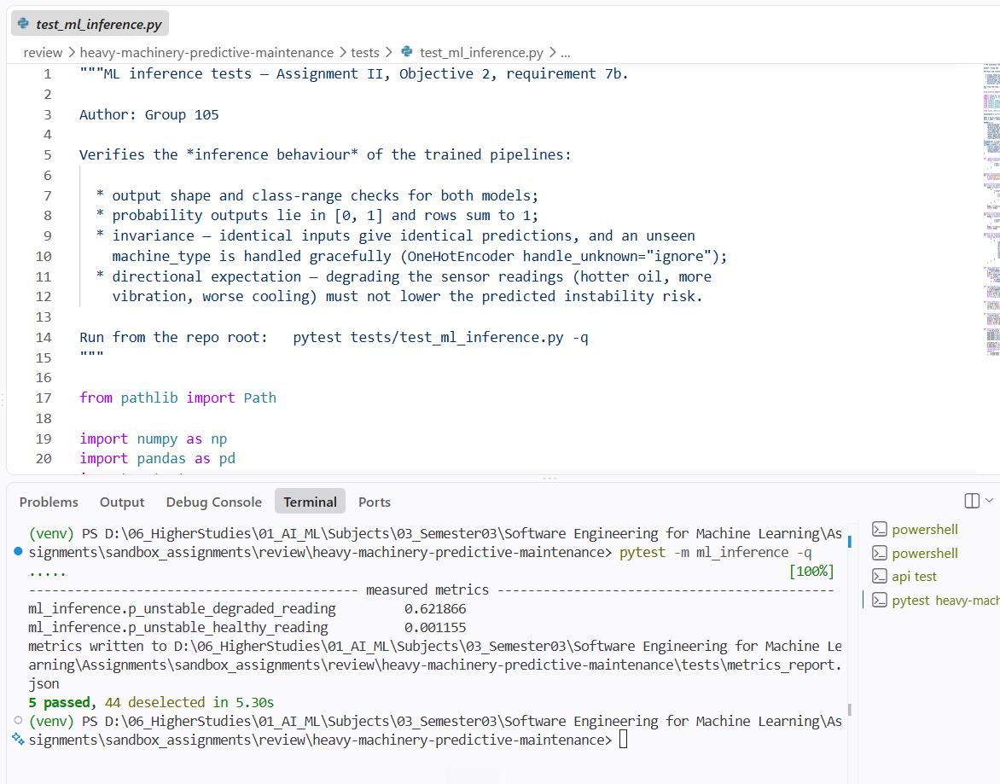 test_ml_inference.py
review > heavy-machinery-predictive-maintenance > tests > test_ml_inference.py > ...
1 """ML inference tests — Assignment II, Objective 2, requirement 7b.
2
3 Author: Group 105
4
5 Verifies the *inference behaviour* of the trained pipelines:
6
7 * output shape and class-range checks for both models;
8 * probability outputs lie in [0, 1] and rows sum to 1;
9 * invariance — identical inputs give identical predictions, and an unseen
10 machine_type is handled gracefully (OneHotEncoder handle_unknown="ignore");
11 * directional expectation — degrading the sensor readings (hotter oil, more
12 vibration, worse cooling) must not lower the predicted instability risk.
13
14 Run from the repo root: pytest tests/test_ml_inference.py -q
15 """
16
17 from pathlib import Path
18
19 import numpy as np
20 import pandas as pd
Problems Output Debug Console Terminal Ports
(venv) PS D:\06_HigherStudies\01_AI_ML\Subjects\03_Semester03\Software Engineering for Machine Learning\As
signments\sandbox_assignments\review\heavy-machinery-predictive-maintenance> pytest -m ml_inference -q
..... [100%]
---------------------------------------- measured metrics -----------------------------------------
ml_inference.p_unstable_degraded_reading 0.621866
ml_inference.p_unstable_healthy_reading 0.001155
metrics written to D:\06_HigherStudies\01_AI_ML\Subjects\03_Semester03\Software Engineering for Machine Le
arning\Assignments\sandbox_assignments\review\heavy-machinery-predictive-maintenance\tests\metrics_report.
json
5 passed, 44 deselected in 5.30s
(venv) PS D:\06_HigherStudies\01_AI_ML\Subjects\03_Semester03\Software Engineering for Machine Learning\As
signments\sandbox_assignments\review\heavy-machinery-predictive-maintenance>
powershell
powershell
api test
pytest heavy-mach